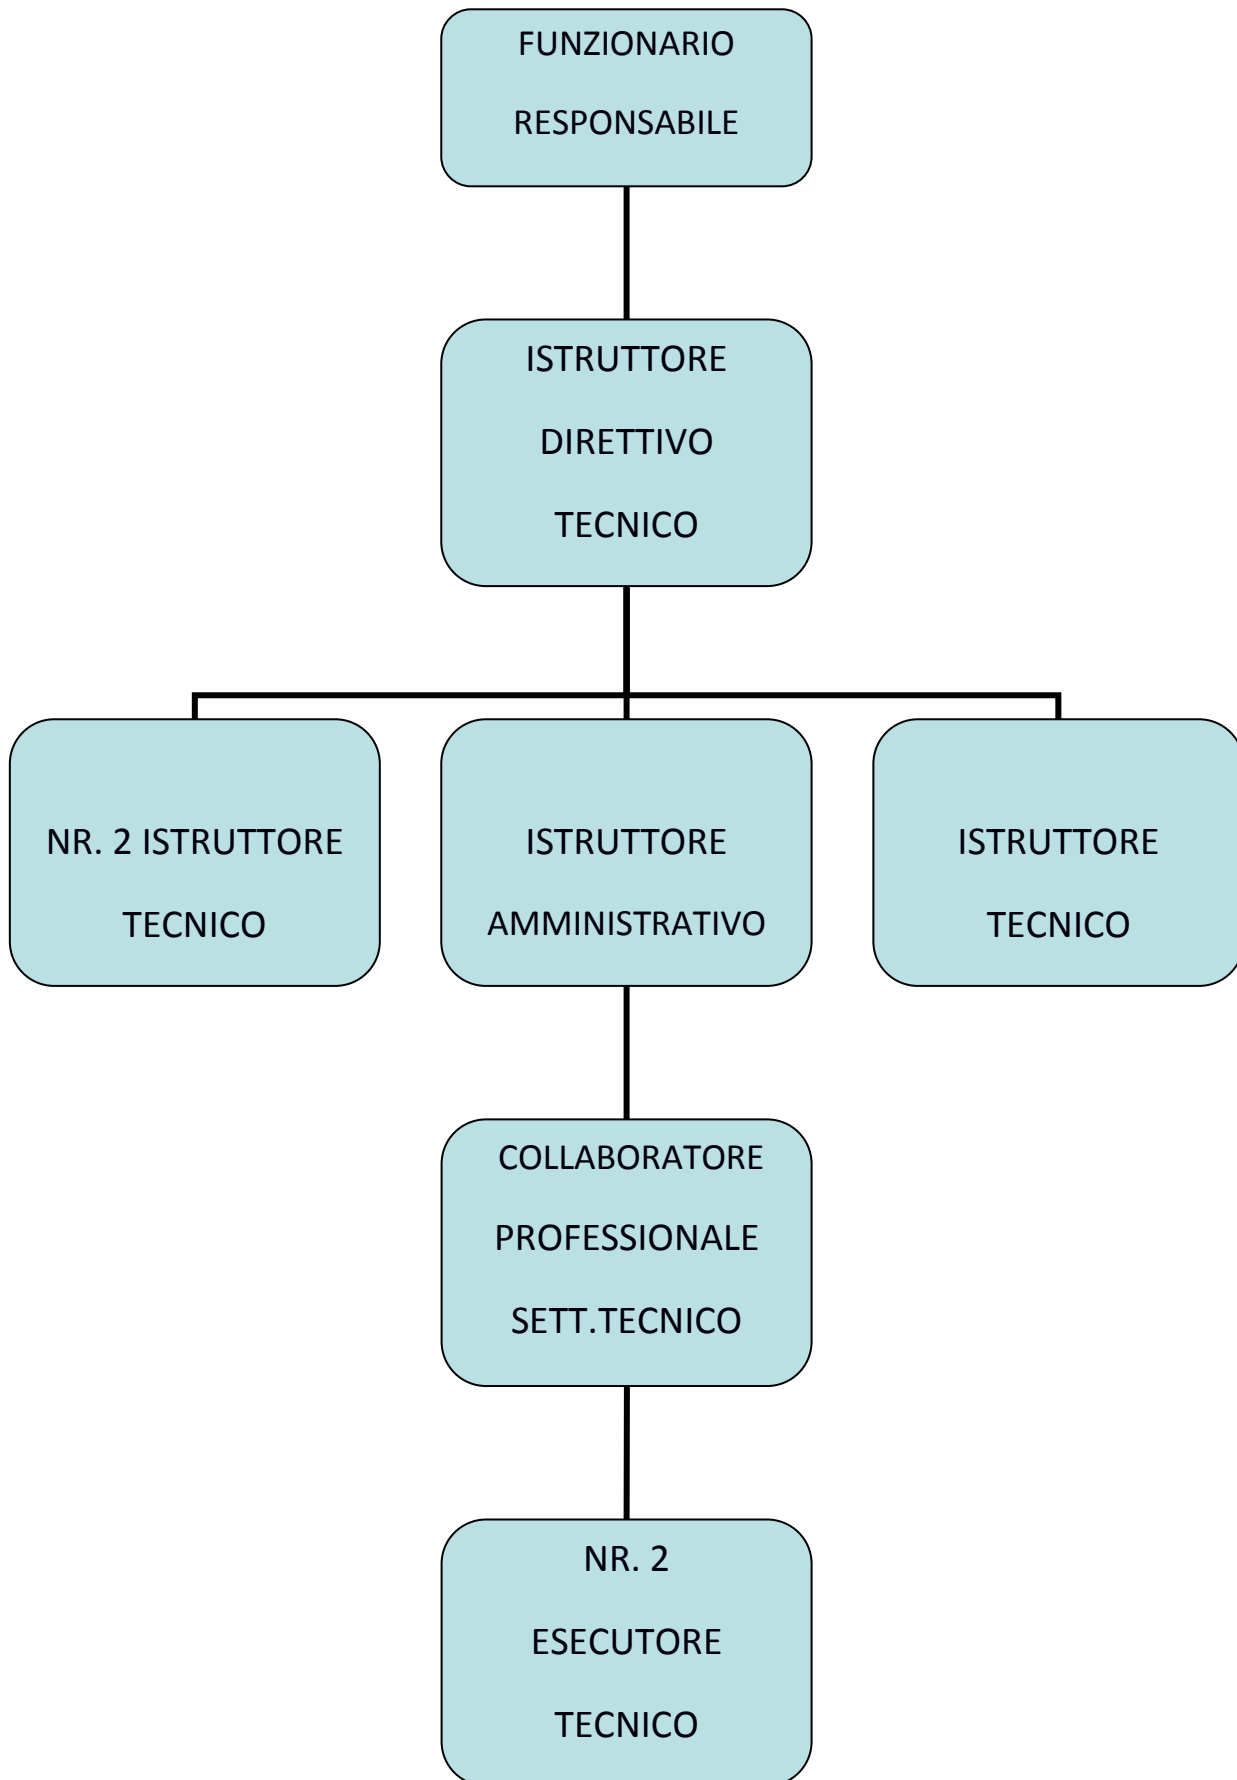 FUNZIONARIO
RESPONSABILE
ISTRUTTORE
DIRETTIVO
TECNICO
NR. 2 ISTRUTTORE
TECNICO
ISTRUTTORE
AMMINISTRATIVO
ISTRUTTORE
TECNICO
COLLABORATORE
PROFESSIONALE
SETT.TECNICO
NR. 2
ESECUTORE
TECNICO